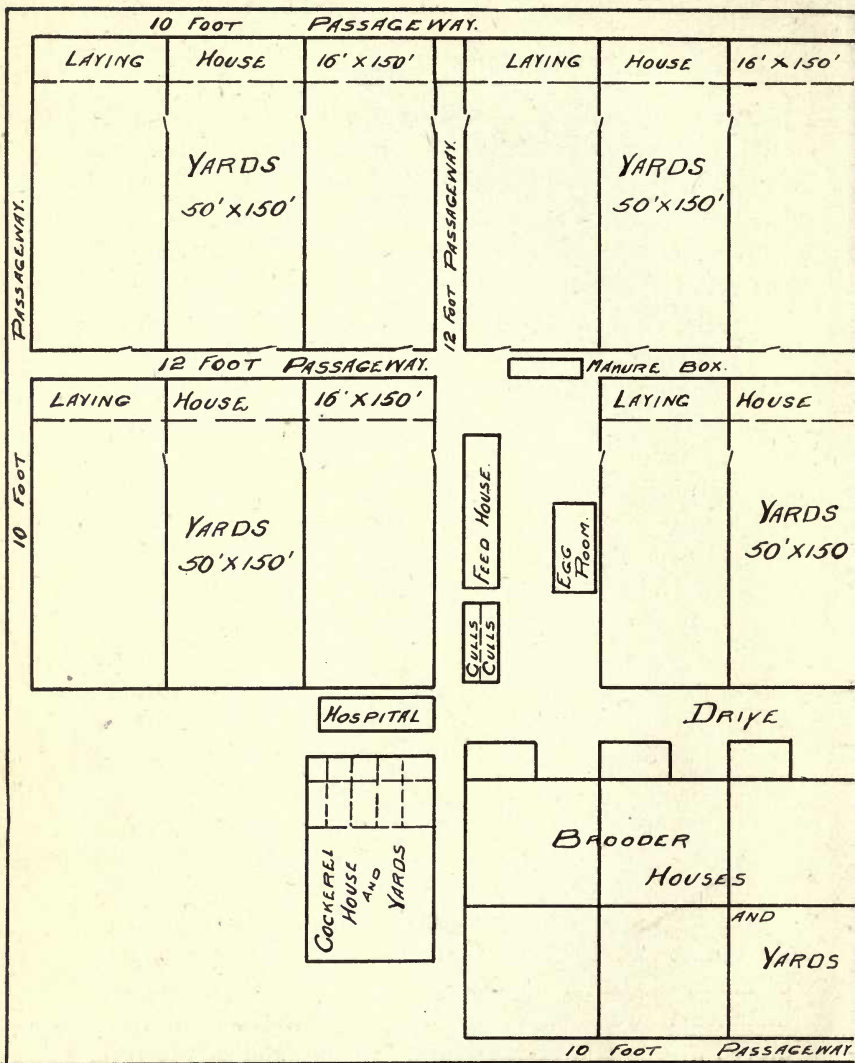 10 FOOT PASSAGEWAY.
LAYING HOUSE 16' X 150'
LAYING HOUSE 16' X 150'
YARDS
50' X 150'
YARDS
50' X 150'
PASSAGEWAY.
12 FOOT PASSAGEWAY.
12 FOOT PASSAGEWAY.
MANURE BOX.
LAYING HOUSE 16' X 150'
LAYING HOUSE
10 FOOT
YARDS
50' X 150'
FEED HOUSE.
EGG
ROOM.
YARDS
50' X 150
CULLS
CULLS
HOSPITAL
DRIVE
COCKEREL
HOUSE
AND
YARDS
BROODER
HOUSES
AND
YARDS
10 FOOT PASSAGEWAY